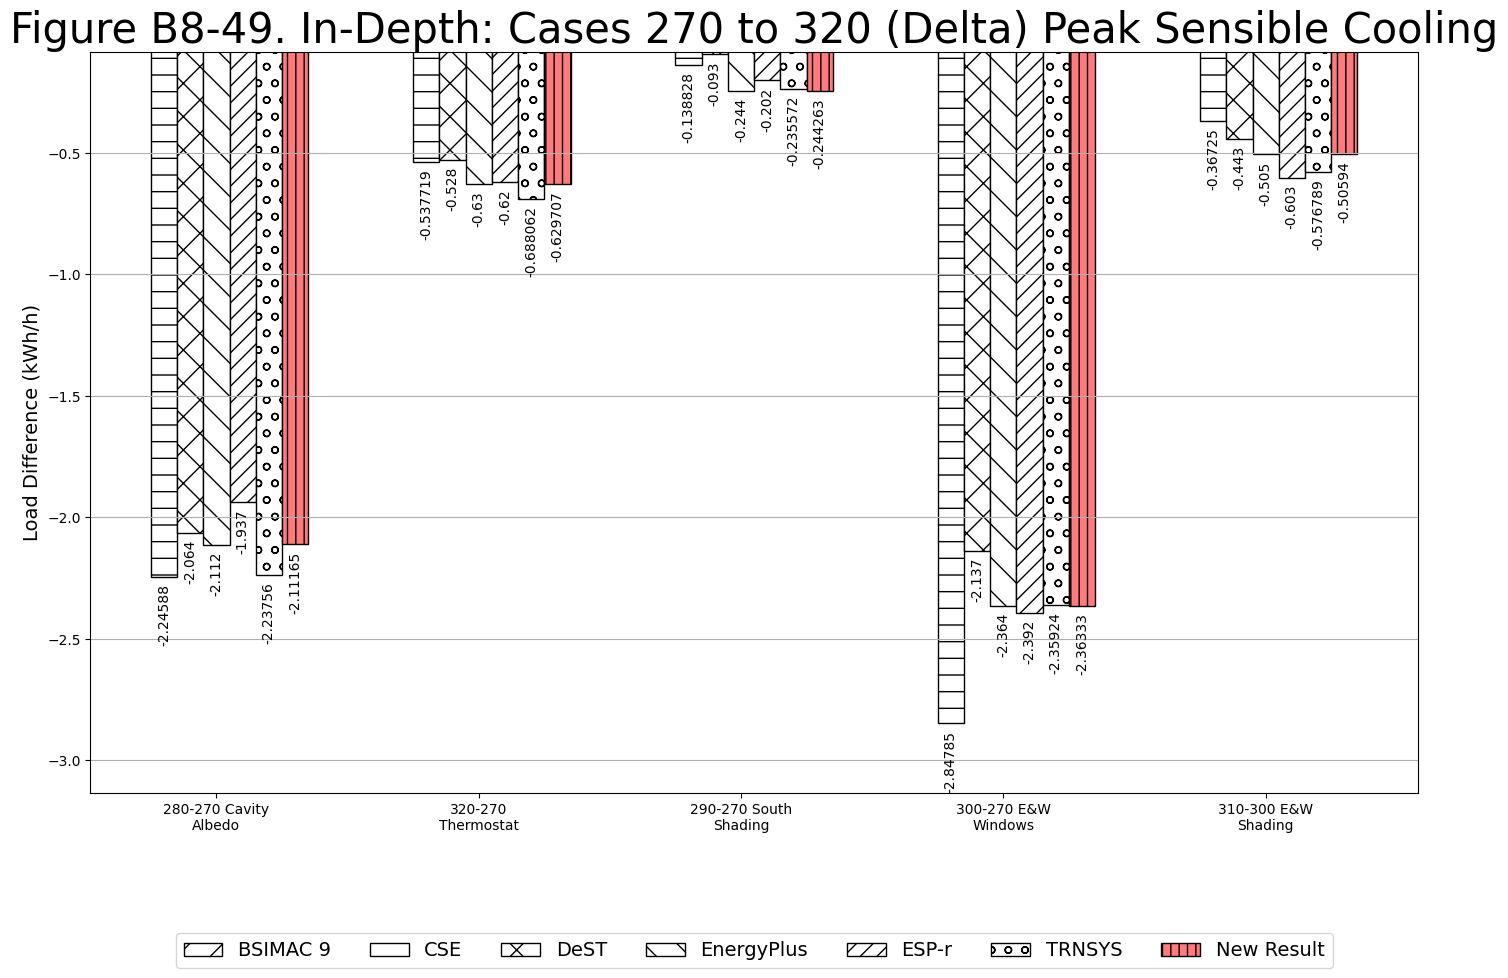 Figure B8-49. In-Depth: Cases 270 to 320 (Delta) Peak Sensible Cooling
Load Difference (kWh/h)
−0.5
−1.0
−1.5
−2.0
−2.5
−3.0
-2.24588
-2.064
-2.112
-1.937
-2.23756
-2.11165
-0.537719
-0.528
-0.63
-0.62
-0.688062
-0.629707
-0.138828
-0.093
-0.244
-0.202
-0.235572
-0.244263
-2.84785
-2.137
-2.364
-2.392
-2.35924
-2.36333
-0.36725
-0.443
-0.505
-0.603
-0.576789
-0.50594
280-270 Cavity
Albedo
320-270
Thermostat
290-270 South
Shading
300-270 E&W
Windows
310-300 E&W
Shading
BSIMAC 9
CSE
DeST
EnergyPlus
ESP-r
TRNSYS
New Result